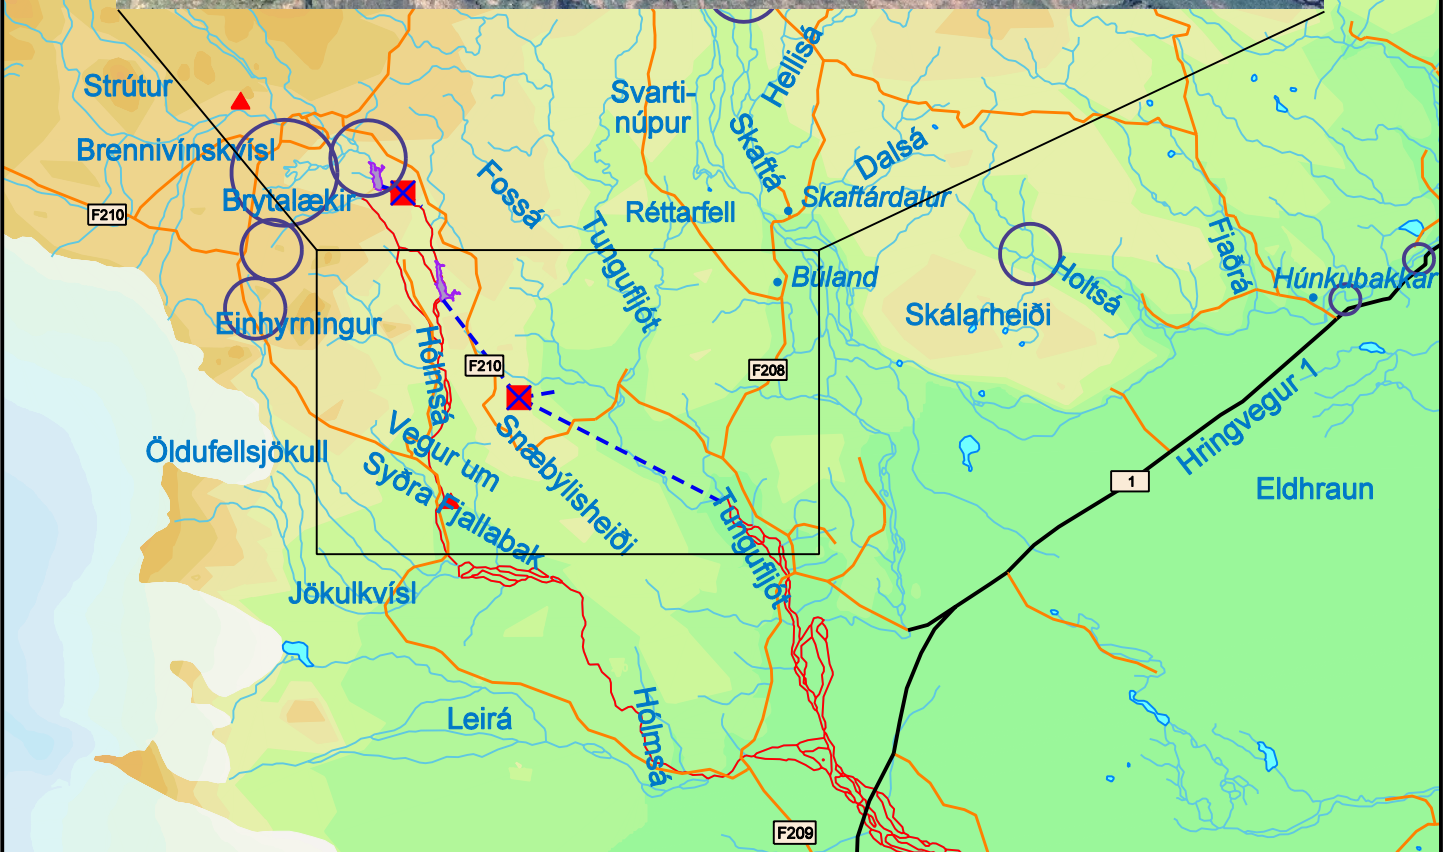 Strútur
Svarti-
núpur
Hellisá
Brennivínskvísl
Skaftá
Dalsá
Fossá
Brytalækir
Skaftárdalur
Réttarfell
F210
Tungufljót
Fjaðrá
Búland
Holtsá
Húnkubakkar
Einhyrningur
Skálarheiði
Hólmsá
F210
F208
Hringvegur 1
Öldufellsjökull
Vegur um
Syðra Fjallabak
Snæbýlisheiði
1
Eldhraun
Tungufljót
Jökulkvísl
Leirá
Hólmsá
F209